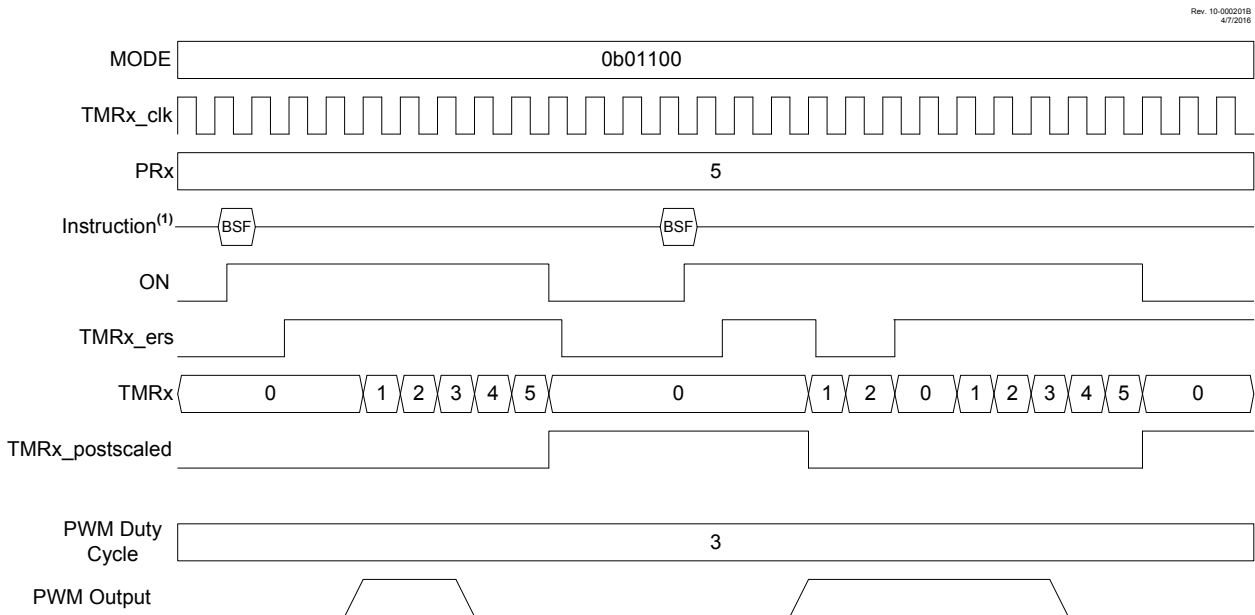 Rev. 10-000201B
4/7/2016
MODE 0b01100
TMRx_clk
PRx 5
Instruction(1) BSF BSF
ON
TMRx_ers
TMRx 0 1 2 3 4 5 0 1 2 0 1 2 3 4 5 0
TMRx_postscaled
PWM Duty
Cycle 3
PWM Output